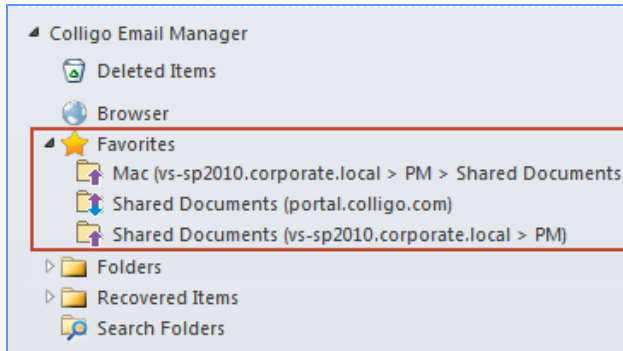 Colligo Email Manager
Deleted Items
Browser
Favorites
Mac (vs-sp2010.corporate.local > PM > Shared Documents
Shared Documents (portal.colligo.com)
Shared Documents (vs-sp2010.corporate.local > PM)
Folders
Recovered Items
Search Folders